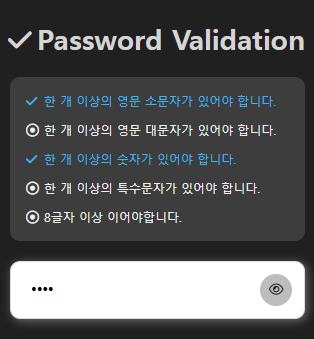 Password Validation
한 개 이상의 영문 소문자가 있어야 합니다.
한 개 이상의 영문 대문자가 있어야 합니다.
한 개 이상의 숫자가 있어야 합니다.
한 개 이상의 특수문자가 있어야 합니다.
8글자 이상 이어야합니다.
••••